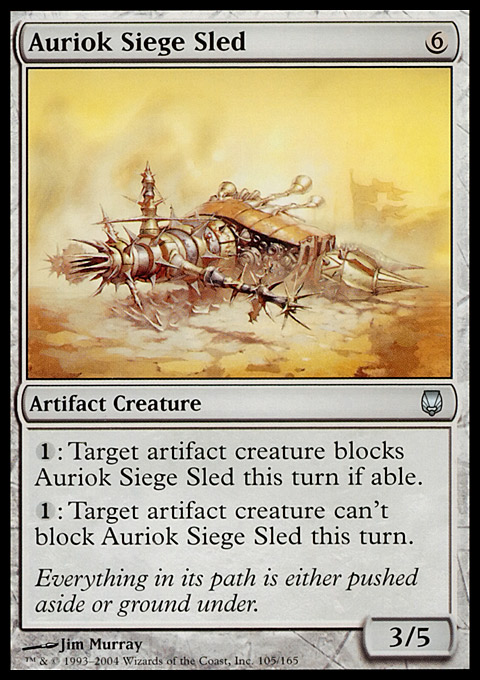 Auriok Siege Sled 6
Artifact Creature
1: Target artifact creature blocks
Auriok Siege Sled this turn if able.
1: Target artifact creature can't
block Auriok Siege Sled this turn.
Everything in its path is either pushed
aside or ground under.
Jim Murray
3/5
™ & © 1993–2004 Wizards of the Coast, Inc. 105/165